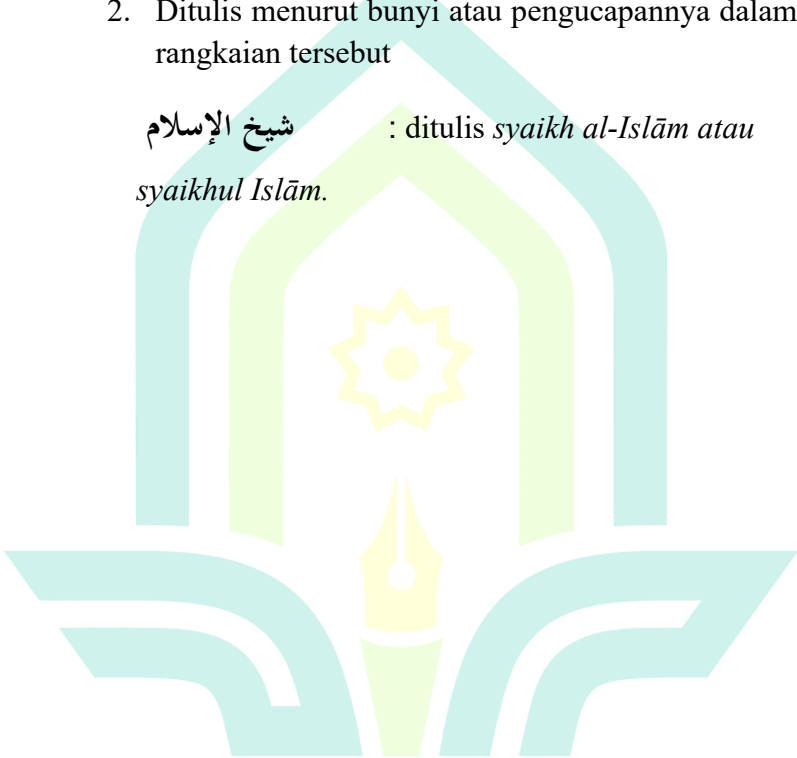 2. Ditulis menurut bunyi atau pengucapannya dalam
rangkaian tersebut
شيخ الإسلام : ditulis syaikh al-Islām atau
syaikhul Islām.